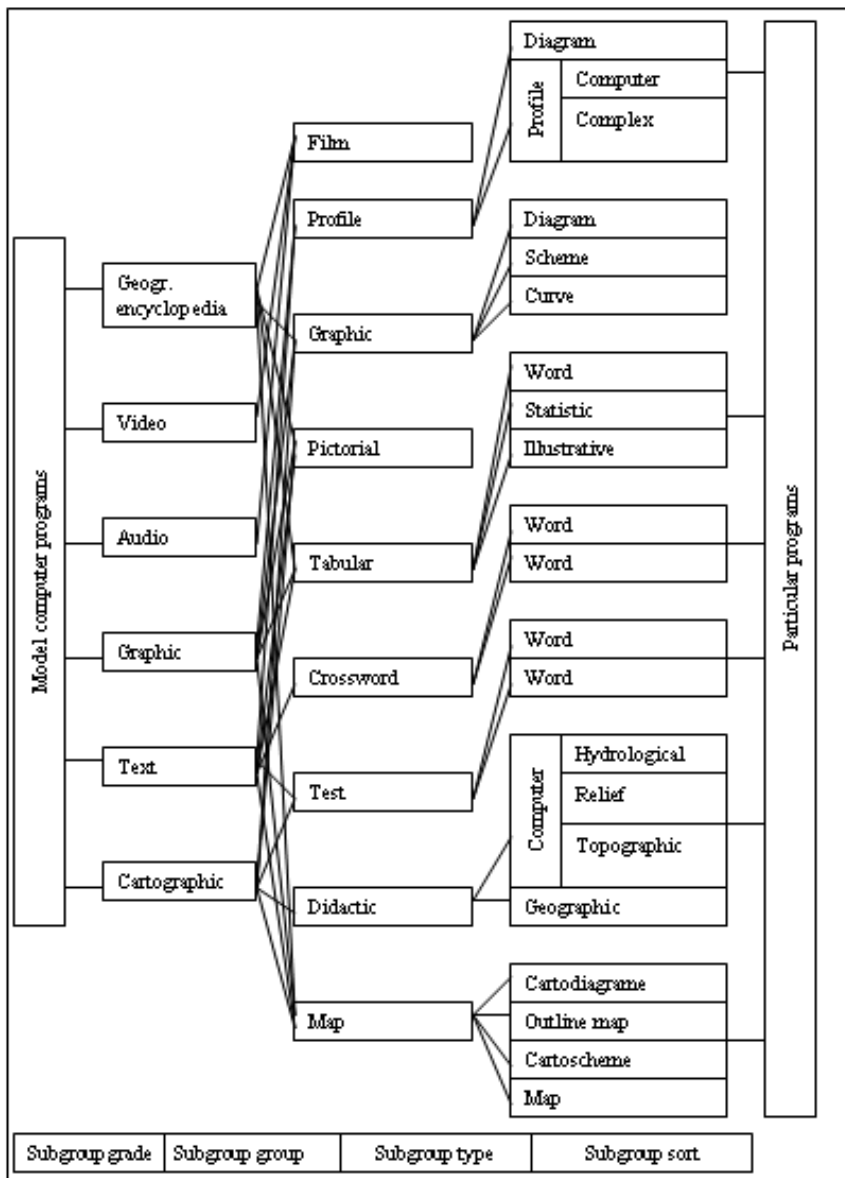 Model computer programs
Geogr.
encyclopedia
Video
Audio
Graphic
Text
Cartographic
Film
Profile
Graphic
Pictorial
Tabular
Crossword
Test
Didactic
Map
Diagram
Profile
Computer
Complex
Diagram
Scheme
Curve
Word
Statistic
Illustrative
Word
Word
Word
Word
Computer
Hydrological
Relief
Topographic
Geographic
Cartodiagrame
Outline map
Cartoscheme
Map
Particular programs
Subgroup grade
Subgroup group
Subgroup type
Subgroup sort